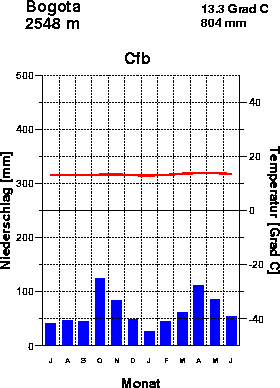 Bogota
2548 m
13.3 Grad C
804 mm
Cfb
500
400
300
200
100
0
Niederschlag [mm]
40
20
0
-20
-40
Temperatur [Grad C]
J A S O N D J F M A M J
Monat